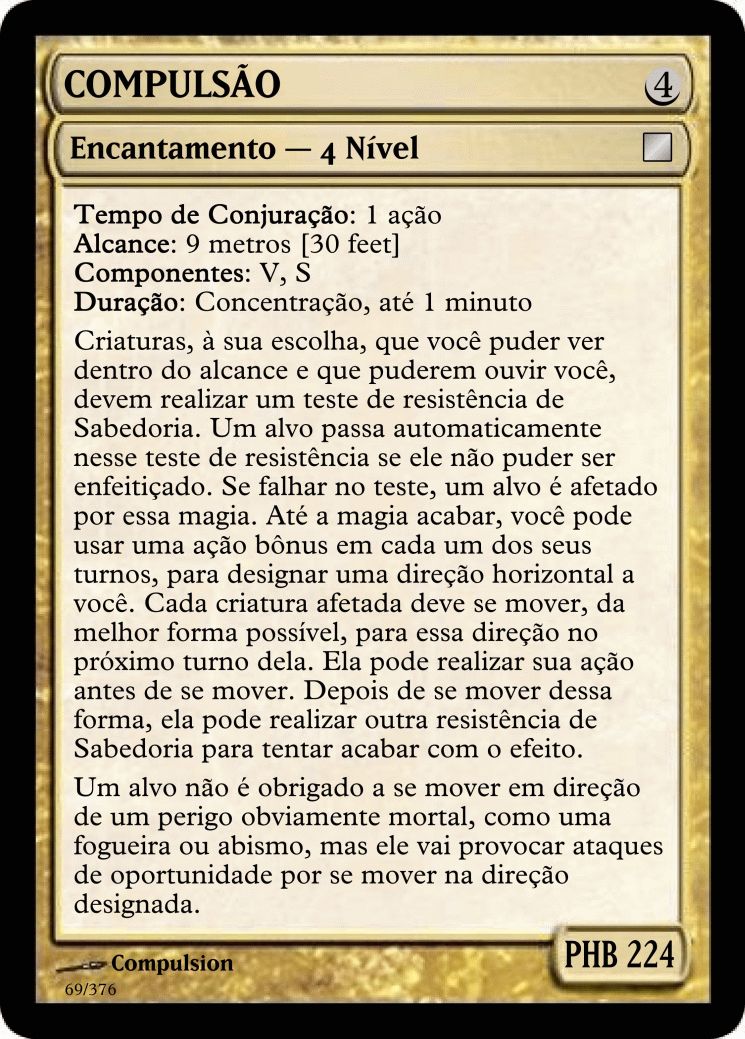 COMPULSÃO
4
Encantamento — 4 Nível
Tempo de Conjuração: 1 ação
Alcance: 9 metros [30 feet]
Componentes: V, S
Duração: Concentração, até 1 minuto
Criaturas, à sua escolha, que você puder ver
dentro do alcance e que puderem ouvir você,
devem realizar um teste de resistência de
Sabedoria. Um alvo passa automaticamente
nesse teste de resistência se ele não puder ser
enfeitiçado. Se falhar no teste, um alvo é afetado
por essa magia. Até a magia acabar, você pode
usar uma ação bônus em cada um dos seus
turnos, para designar uma direção horizontal a
você. Cada criatura afetada deve se mover, da
melhor forma possível, para essa direção no
próximo turno dela. Ela pode realizar sua ação
antes de se mover. Depois de se mover dessa
forma, ela pode realizar outra resistência de
Sabedoria para tentar acabar com o efeito.
Um alvo não é obrigado a se mover em direção
de um perigo obviamente mortal, como uma
fogueira ou abismo, mas ele vai provocar ataques
de oportunidade por se mover na direção
designada.
Compulsion
PHB 224
69/376